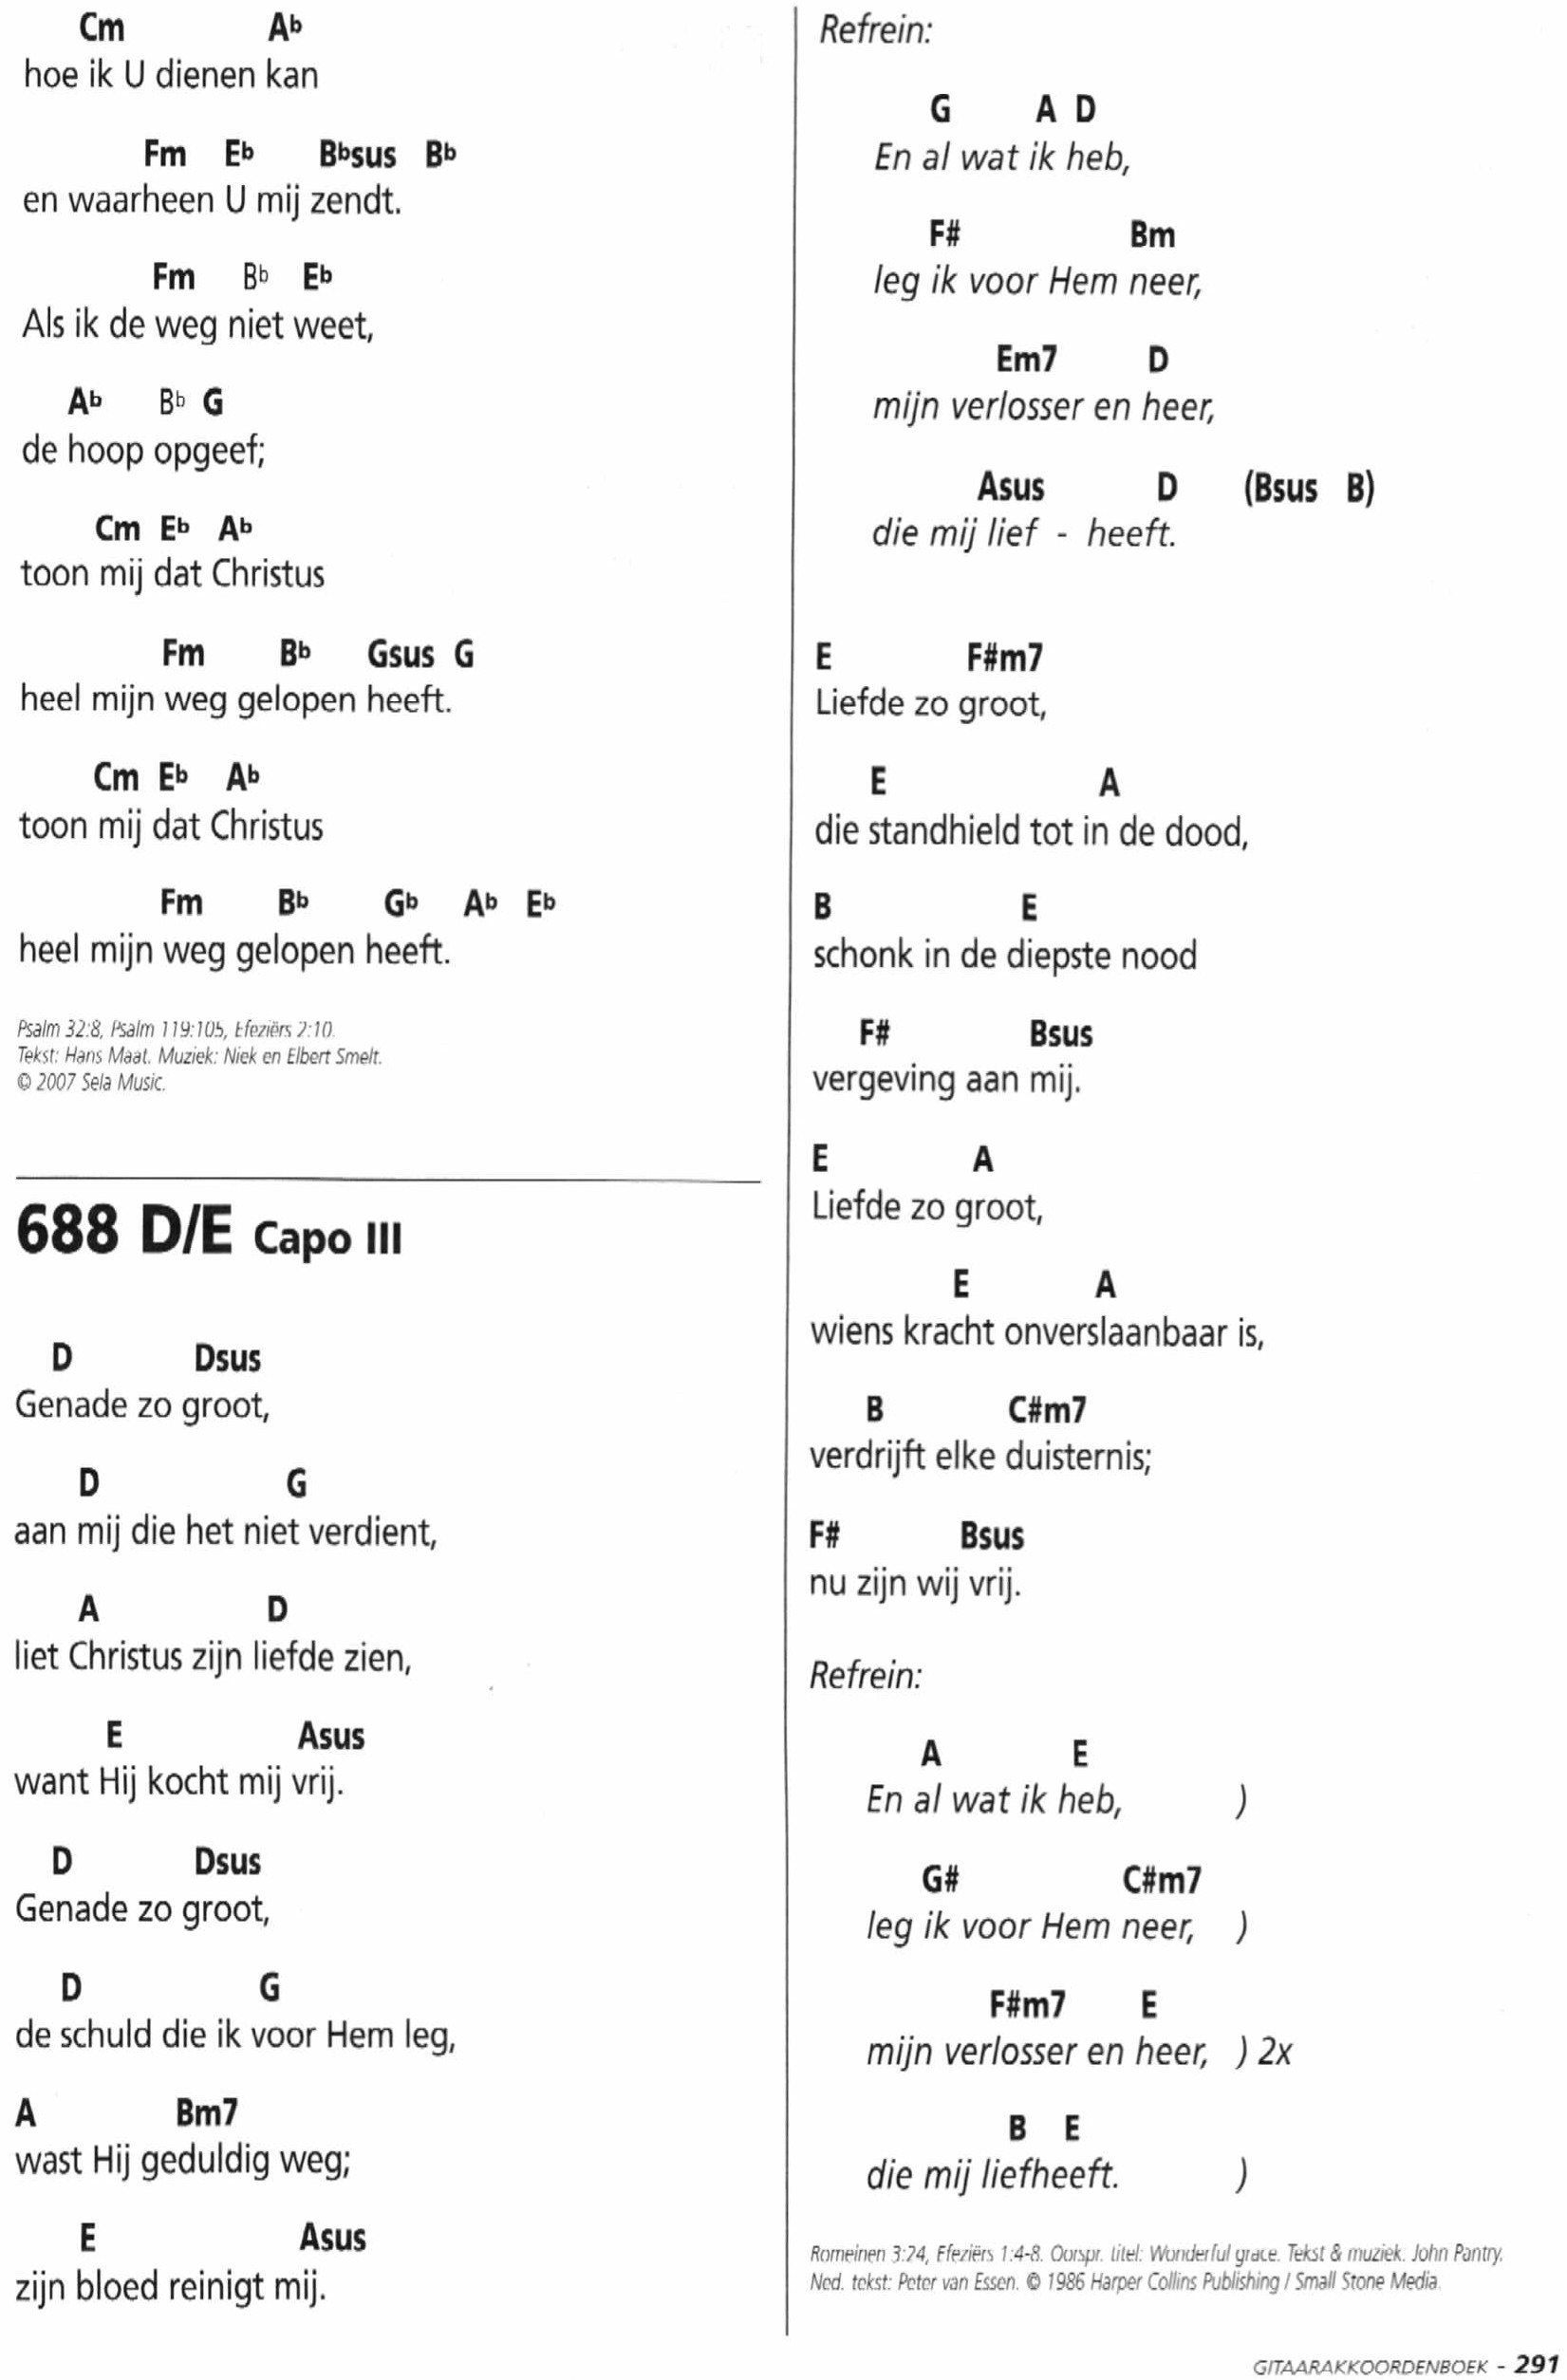 Cm Ab
hoe ik U dienen kan
Fm Eb Bbsus Bb
en waarheen U mij zendt.
Fm Bb Eb
Als ik de weg niet weet,
Ab Bb G
de hoop opgeef;
Cm Eb Ab
toon mij dat Christus
Fm Bb Gsus G
heel mijn weg gelopen heeft.
Cm Eb Ab
toon mij dat Christus
Fm Bb Gb Ab Eb
heel mijn weg gelopen heeft.
Psalm 32:8, Psalm 119:105, Efeziërs 2:10.
Tekst: Hans Maat. Muziek: Niek en Elbert Smelt.
© 2007 Sela Music.
688 D/E Capo III
D Dsus
Genade zo groot,
D G
aan mij die het niet verdient,
A D
liet Christus zijn liefde zien,
E Asus
want Hij kocht mij vrij.
D Dsus
Genade zo groot,
D G
de schuld die ik voor Hem leg,
A Bm7
wast Hij geduldig weg;
E Asus
zijn bloed reinigt mij.
Refrein:
G A D
En al wat ik heb,
F# Bm
leg ik voor Hem neer,
Em7 D
mijn verlosser en heer,
Asus D (Bsus B)
die mij lief - heeft.
E F#m7
Liefde zo groot,
E A
die standhield tot in de dood,
B E
schonk in de diepste nood
F# Bsus
vergeving aan mij.
E A
Liefde zo groot,
E A
wiens kracht onverslaanbaar is,
B C#m7
verdrijft elke duisternis;
F# Bsus
nu zijn wij vrij.
Refrein:
A E
En al wat ik heb, )
G# C#m7
leg ik voor Hem neer, )
F#m7 E
mijn verlosser en heer, ) 2x
B E
die mij liefheeft. )
Romeinen 3:24, Efeziërs 1:4-8. Oorspr. titel: Wonderful grace. Tekst & muziek: John Pantry.
Ned. tekst: Peter van Essen. © 1986 Harper Collins Publishing / Small Stone Media.
GITAARAKKOORDENBOEK - 291